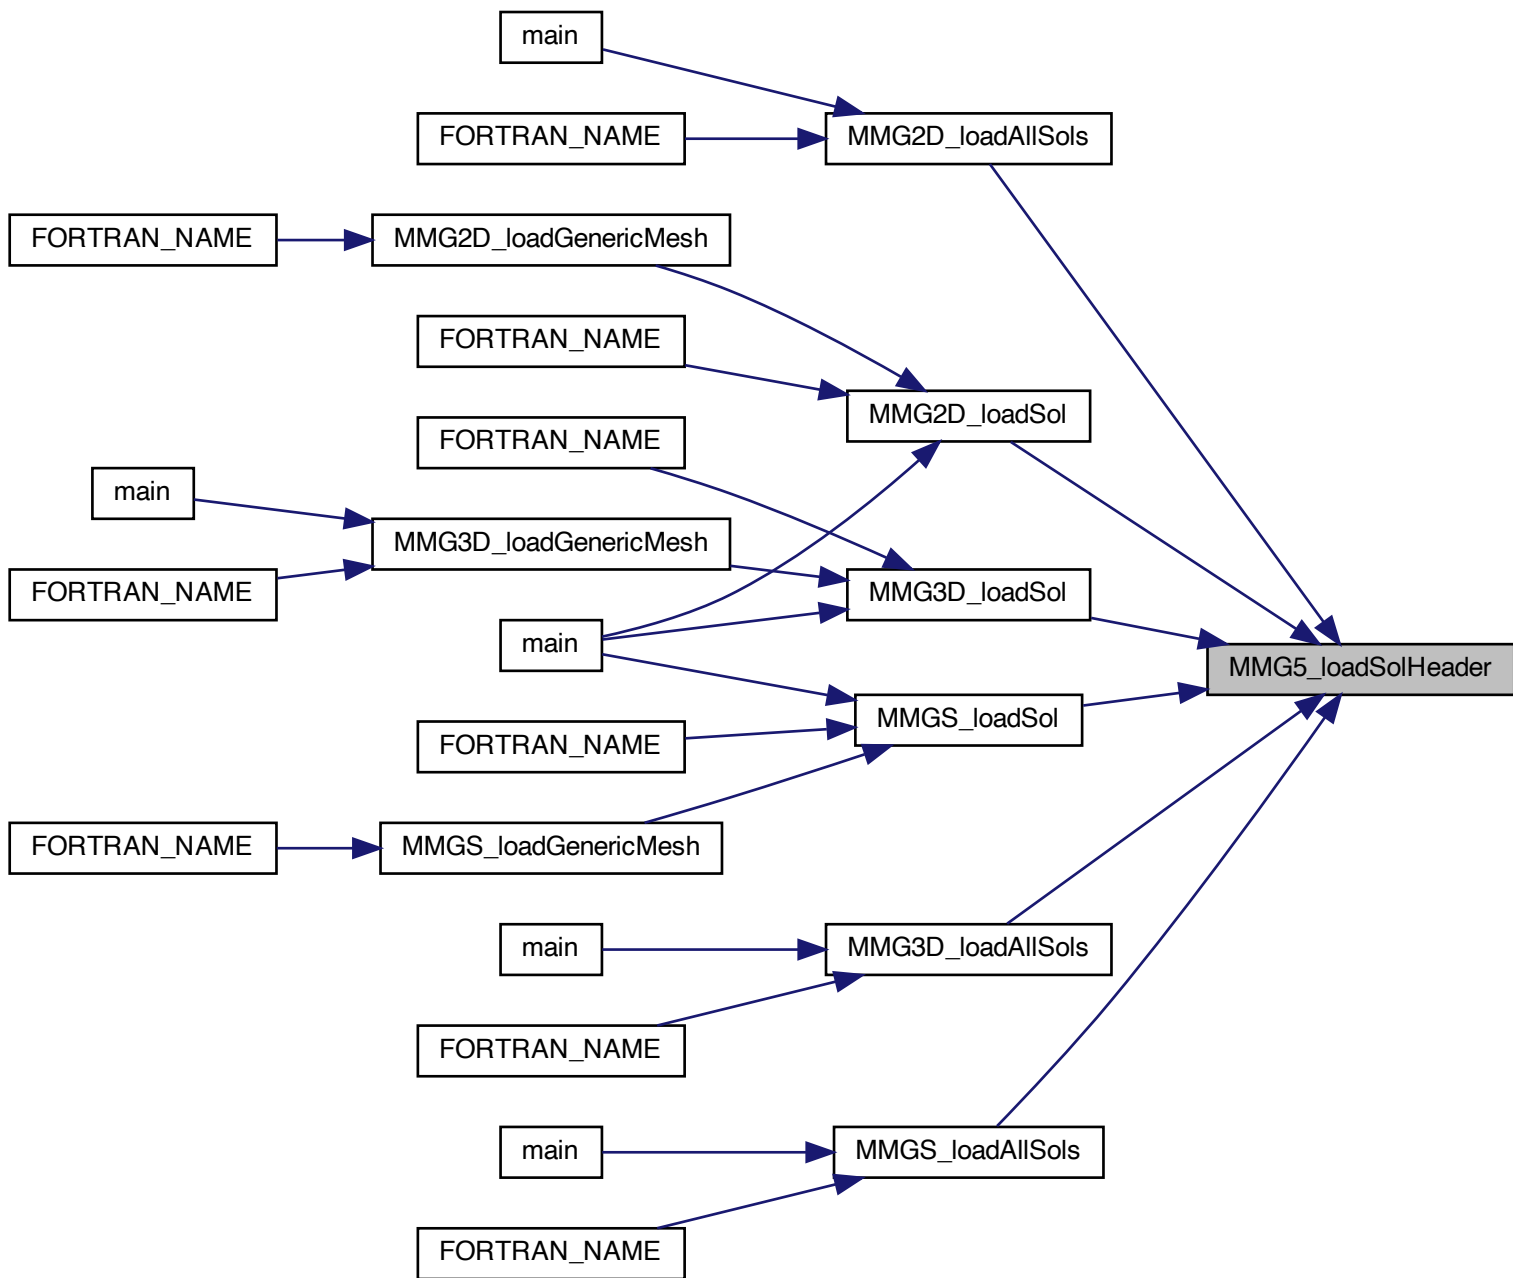 main
FORTRAN_NAME
MMG2D_loadAllSols
FORTRAN_NAME
MMG2D_loadGenericMesh
FORTRAN_NAME
MMG2D_loadSol
FORTRAN_NAME
main
MMG3D_loadGenericMesh
FORTRAN_NAME
MMG3D_loadSol
main
MMG5_loadSolHeader
MMGS_loadSol
FORTRAN_NAME
FORTRAN_NAME
MMGS_loadGenericMesh
main
MMG3D_loadAllSols
FORTRAN_NAME
main
MMGS_loadAllSols
FORTRAN_NAME